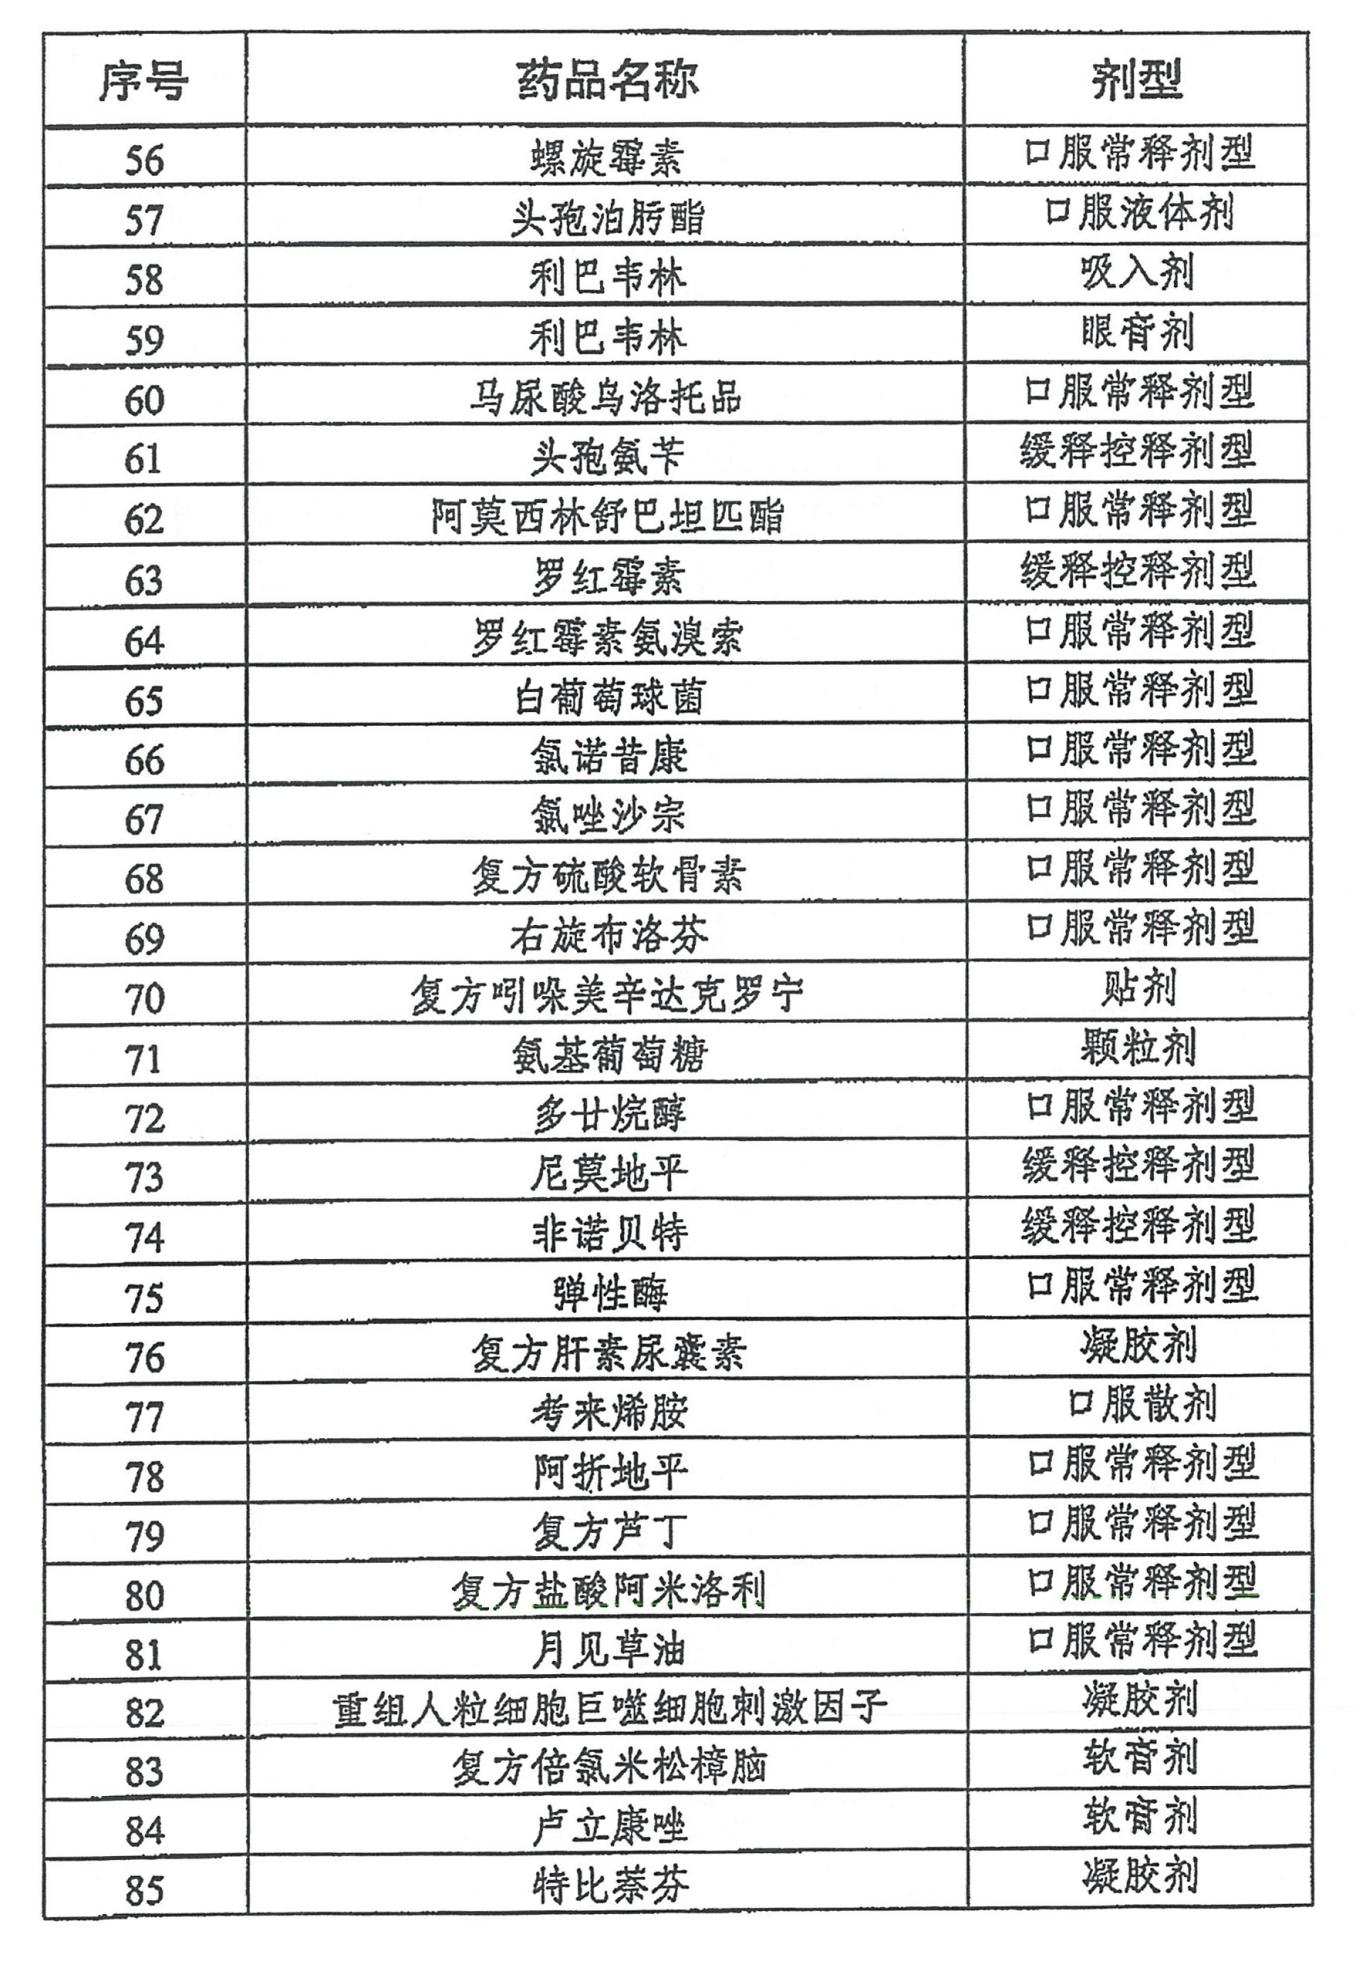 序号 药品名称 剂型
56 螺旋霉素 口服常释剂型
57 头孢泊肟酯 口服液体剂
58 利巴韦林 吸入剂
59 利巴韦林 眼膏剂
60 马尿酸乌洛托品 口服常释剂型
61 头孢氨苄 缓释控释剂型
62 阿莫西林舒巴坦匹酯 口服常释剂型
63 罗红霉素 缓释控释剂型
64 罗红霉素氨溴索 口服常释剂型
65 白葡萄球菌 口服常释剂型
66 氯诺昔康 口服常释剂型
67 氯唑沙宗 口服常释剂型
68 复方硫酸软骨素 口服常释剂型
69 右旋布洛芬 口服常释剂型
70 复方吲哚美辛达克罗宁 贴剂
71 氨基葡萄糖 颗粒剂
72 多廿烷醇 口服常释剂型
73 尼莫地平 缓释控释剂型
74 非诺贝特 缓释控释剂型
75 弹性酶 口服常释剂型
76 复方肝素尿囊素 凝胶剂
77 考来烯胺 口服散剂
78 阿折地平 口服常释剂型
79 复方芦丁 口服常释剂型
80 复方盐酸阿米洛利 口服常释剂型
81 月见草油 口服常释剂型
82 重组人粒细胞巨噬细胞刺激因子 凝胶剂
83 复方倍氯米松樟脑 软膏剂
84 卢立康唑 软膏剂
85 特比萘芬 凝胶剂